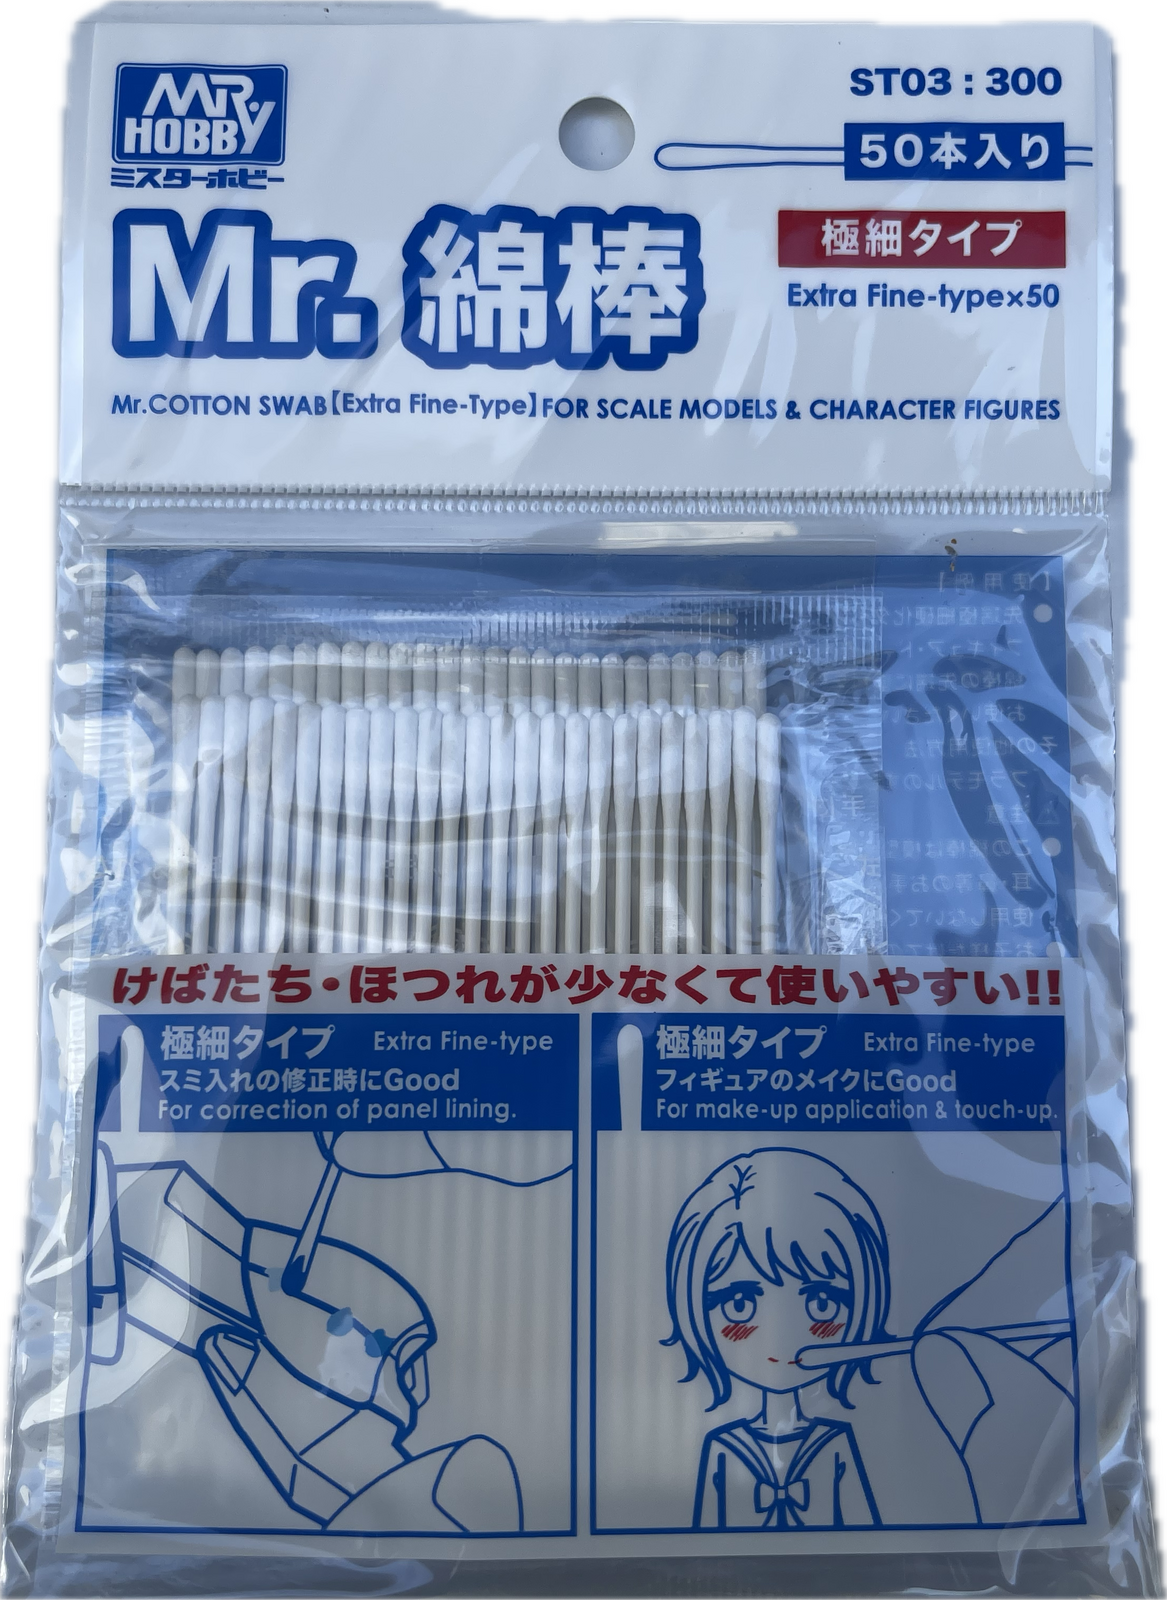 MR.
HOBBY
ミスターホビー
ST03 : 300
50本入り
Mr. 綿棒
極細タイプ
Extra Fine-type×50
Mr.COTTON SWAB【Extra Fine-Type】FOR SCALE MODELS & CHARACTER FIGURES
けばたち・ほつれが少なくて使いやすい!!
極細タイプ Extra Fine-type
スミ入れの修正時にGood
For correction of panel lining.
極細タイプ Extra Fine-type
フィギュアのメイクにGood
For make-up application & touch-up.